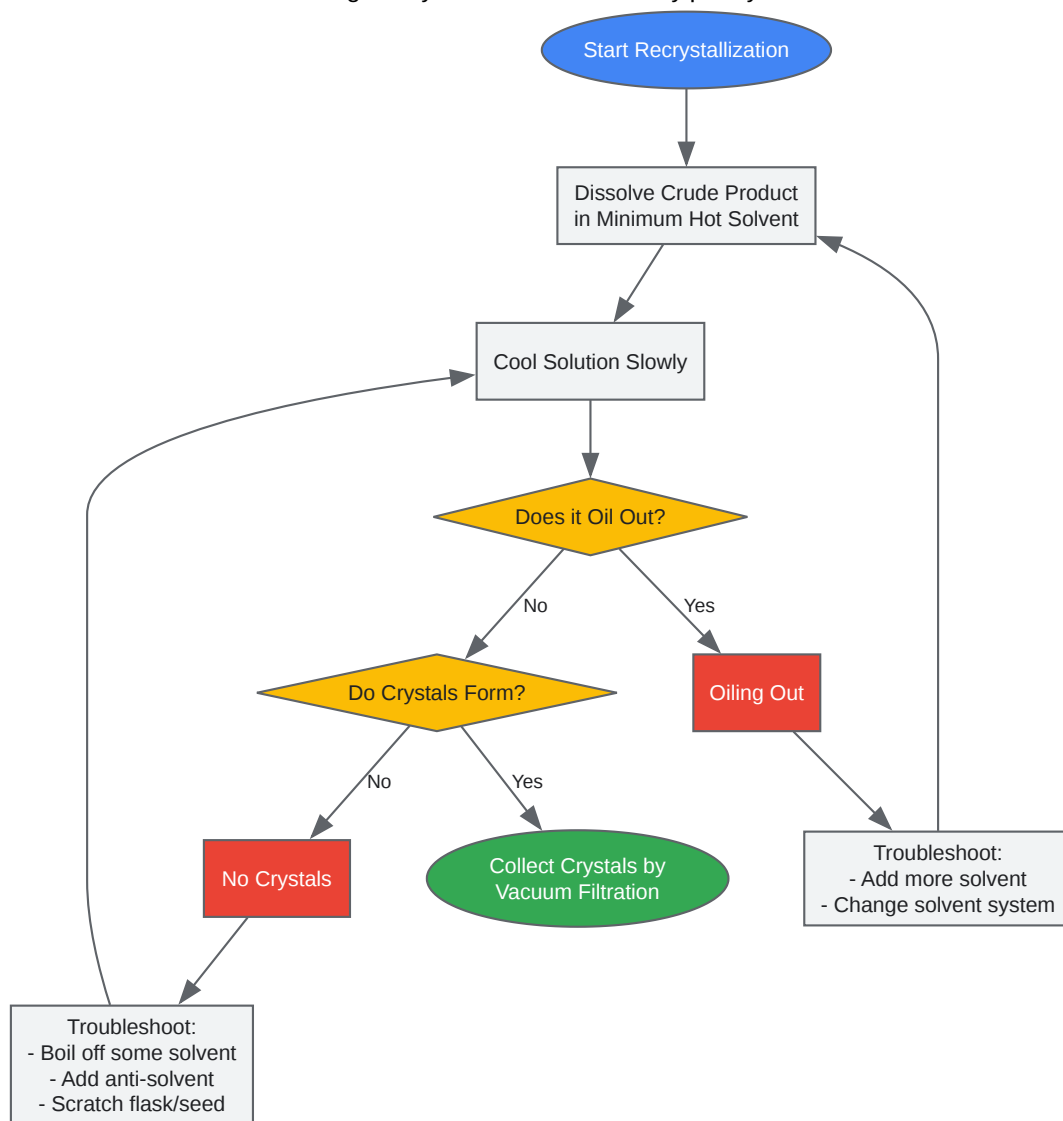 Start Recrystallization
Dissolve Crude Product
in Minimum Hot Solvent
Cool Solution Slowly
Does it Oil Out?
No
Yes
Do Crystals Form?
Oiling Out
No
Yes
No Crystals
Collect Crystals by
Vacuum Filtration
Troubleshoot:
- Add more solvent
- Change solvent system
Troubleshoot:
- Boil off some solvent
- Add anti-solvent
- Scratch flask/seed